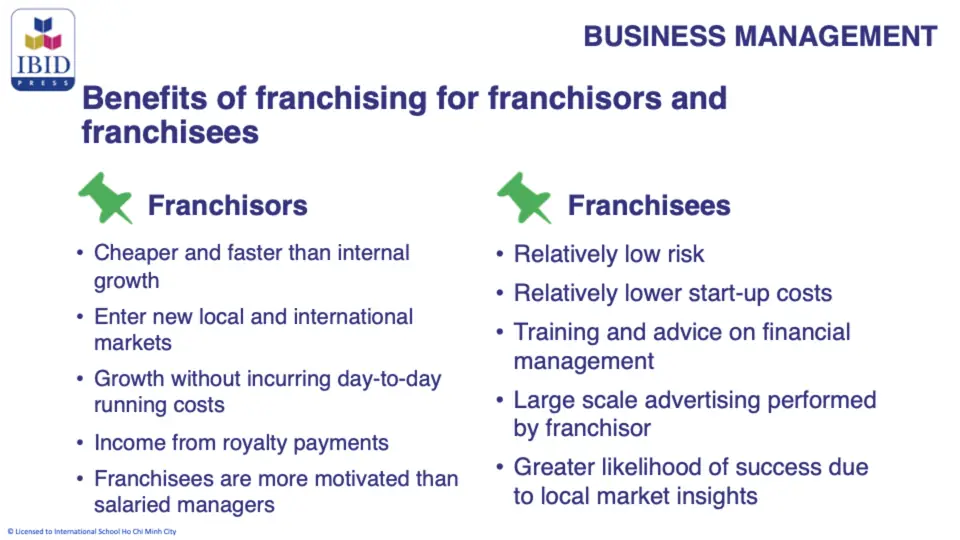 IBID
PRESS
BUSINESS MANAGEMENT
Benefits of franchising for franchisors and
franchisees
Franchisors
• Cheaper and faster than internal
growth
• Enter new local and international
markets
• Growth without incurring day-to-day
running costs
• Income from royalty payments
• Franchisees are more motivated than
salaried managers
Franchisees
• Relatively low risk
• Relatively lower start-up costs
• Training and advice on financial
management
• Large scale advertising performed
by franchisor
• Greater likelihood of success due
to local market insights
© Licensed to International School Ho Chi Minh City